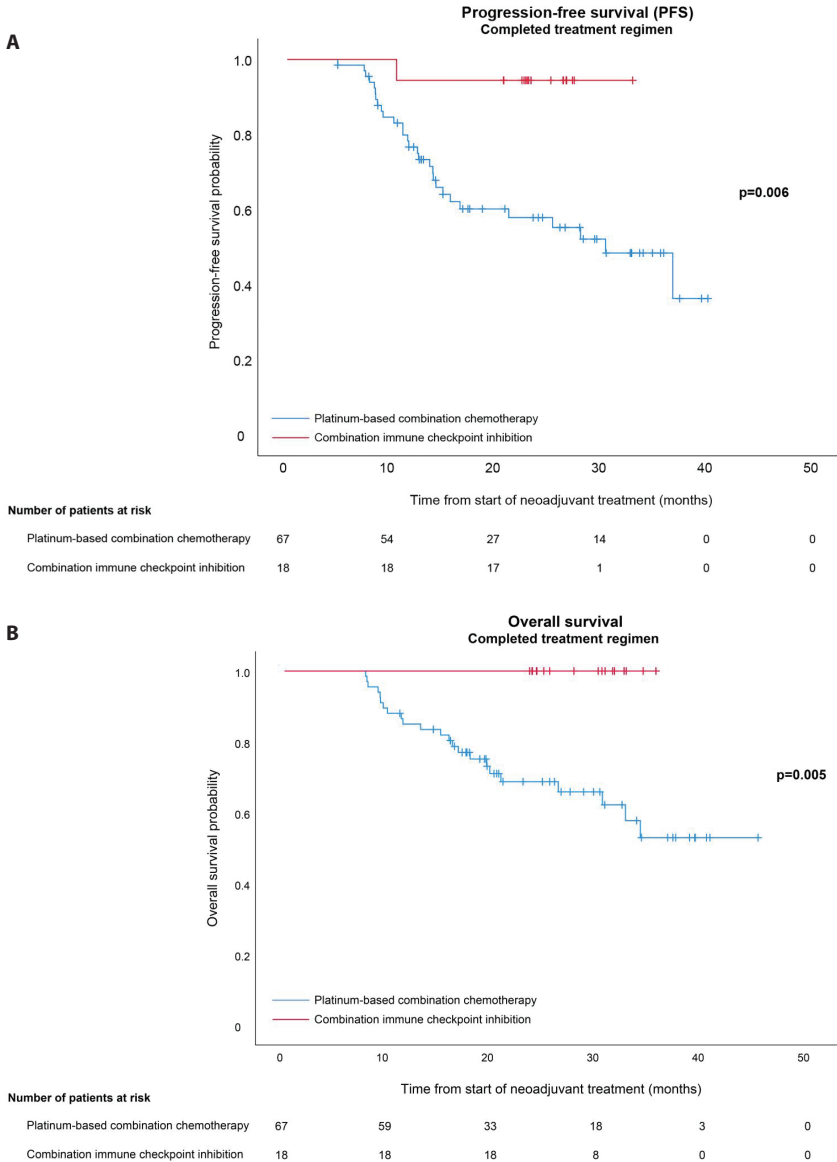 A
Progression-free survival (PFS)
Completed treatment regimen
Progression-free survival probability
1.0
0.8
0.6
0.4
0.2
0
p=0.006
Platinum-based combination chemotherapy
Combination immune checkpoint inhibition
0 10 20 30 40 50
Time from start of neoadjuvant treatment (months)
Number of patients at risk
Platinum-based combination chemotherapy 67 54 27 14 0 0
Combination immune checkpoint inhibition 18 18 17 1 0 0
B
Overall survival
Completed treatment regimen
Overall survival probability
1.0
0.8
0.6
0.4
0.2
0
p=0.005
Platinum-based combination chemotherapy
Combination immune checkpoint inhibition
0 10 20 30 40 50
Time from start of neoadjuvant treatment (months)
Number of patients at risk
Platinum-based combination chemotherapy 67 59 33 18 3 0
Combination immune checkpoint inhibition 18 18 18 8 0 0